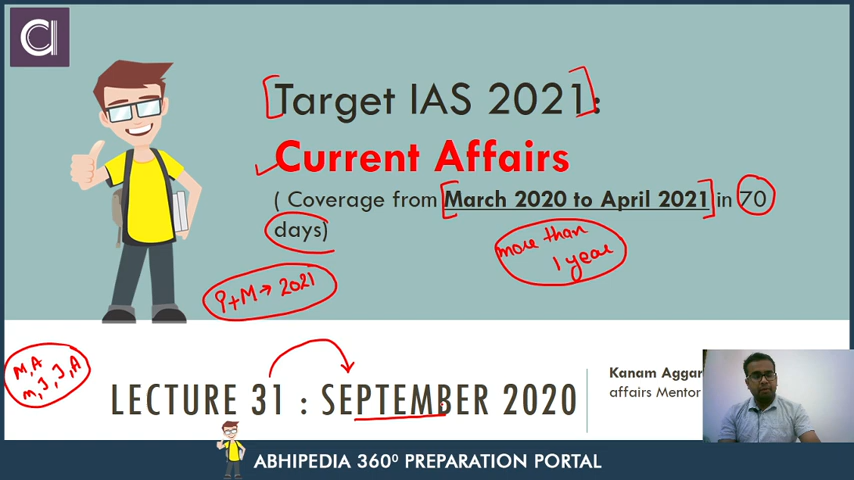 Target IAS 2021:
Current Affairs
( Coverage from March 2020 to April 2021 in 70
days)
more than
1 year
P+M→2021
M,A
m,J,J,A
LECTURE 31 : SEPTEMBER 2020
Kanam Aggar
affairs Mentor
ABHIPEDIA 360⁰ PREPARATION PORTAL